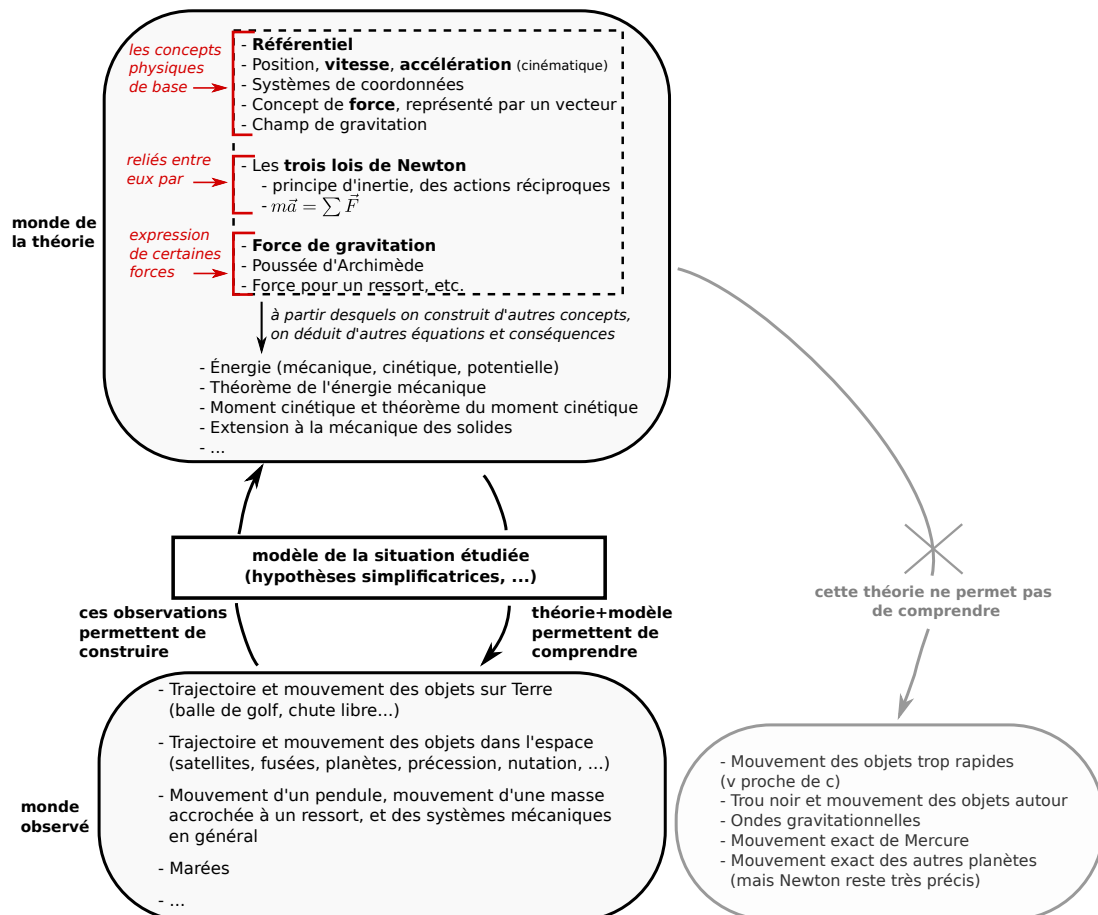 les concepts
physiques
de base
- Référentiel
- Position, vitesse, accélération (cinématique)
- Systèmes de coordonnées
- Concept de force, représenté par un vecteur
- Champ de gravitation
reliés entre
eux par
- Les trois lois de Newton
- principe d'inertie, des actions réciproques
- $m\vec{a} = \sum \vec{F}$
monde de
la théorie
expression
de certaines
forces
- Force de gravitation
- Poussée d'Archimède
- Force pour un ressort, etc.
à partir desquels on construit d'autres concepts,
on déduit d'autres équations et conséquences
- Énergie (mécanique, cinétique, potentielle)
- Théorème de l'énergie mécanique
- Moment cinétique et théorème du moment cinétique
- Extension à la mécanique des solides
- ...
modèle de la situation étudiée
(hypothèses simplificatrices, ...)
ces observations
permettent de
construire
théorie+modèle
permettent de
comprendre
cette théorie ne permet pas
de comprendre
monde
observé
- Trajectoire et mouvement des objets sur Terre
(balle de golf, chute libre...)
- Trajectoire et mouvement des objets dans l'espace
(satellites, fusées, planètes, précession, nutation, ...)
- Mouvement d'un pendule, mouvement d'une masse
accrochée à un ressort, et des systèmes mécaniques
en général
- Marées
- ...
- Mouvement des objets trop rapides
(v proche de c)
- Trou noir et mouvement des objets autour
- Ondes gravitationnelles
- Mouvement exact de Mercure
- Mouvement exact des autres planètes
(mais Newton reste très précis)